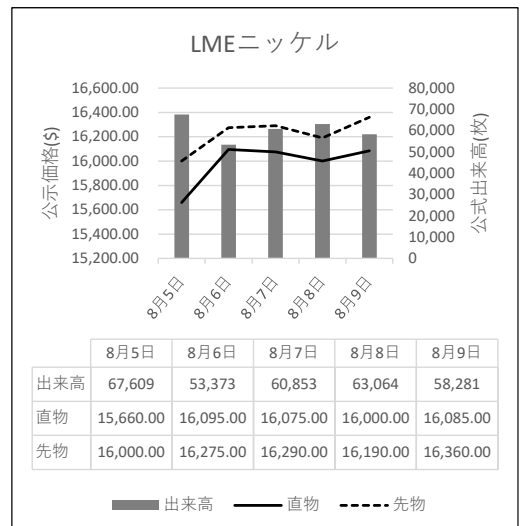 LMEニッケル
公示価格($)
16,600.00
16,400.00
16,200.00
16,000.00
15,800.00
15,600.00
15,400.00
15,200.00
80,000
70,000
60,000
50,000
40,000
30,000
20,000
10,000
0
公式出来高(枚)
8月5日 8月6日 8月7日 8月8日 8月9日
8月5日 8月6日 8月7日 8月8日 8月9日
出来高 67,609 53,373 60,853 63,064 58,281
直物 15,660.00 16,095.00 16,075.00 16,000.00 16,085.00
先物 16,000.00 16,275.00 16,290.00 16,190.00 16,360.00
出来高 直物 先物